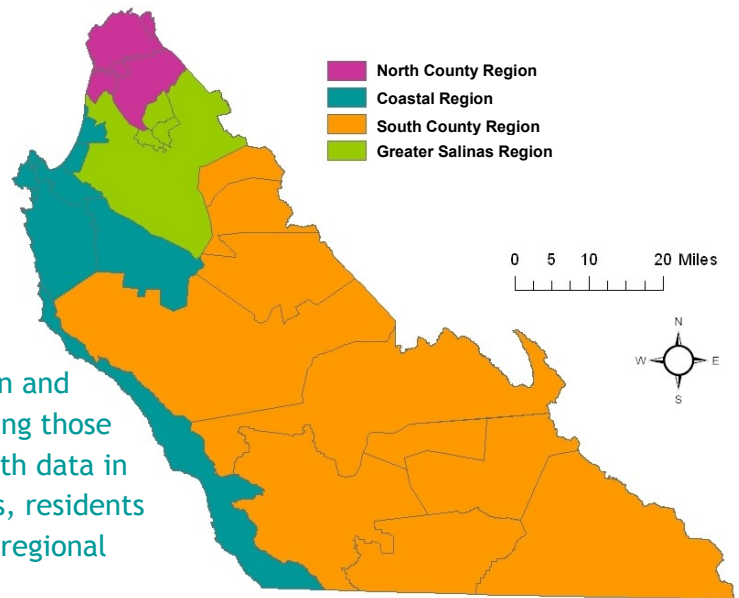 North County Region
Coastal Region
South County Region
Greater Salinas Region
0 5 10 20 Miles
N
W E
S
n and
ng those
th data in
s, residents
regional